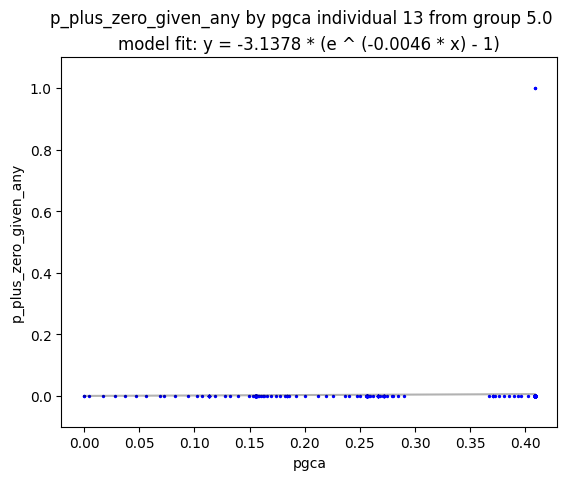 p_plus_zero_given_any by pgca individual 13 from group 5.0
model fit: y = -3.1378 * (e ^ (-0.0046 * x) - 1)
1.0
0.8
0.6
0.4
0.2
0.0
p_plus_zero_given_any
0.00 0.05 0.10 0.15 0.20 0.25 0.30 0.35 0.40
pgca